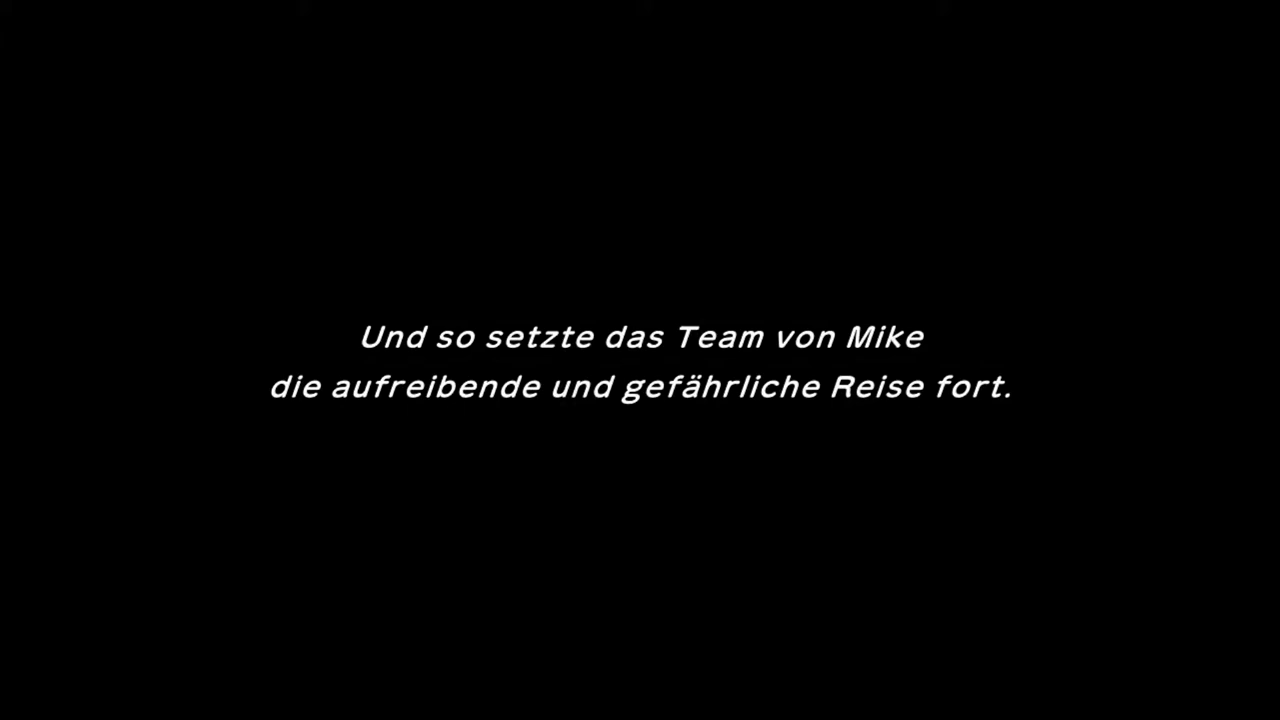 Und so setzte das Team von Mike
die aufreibende und gefährliche Reise fort.